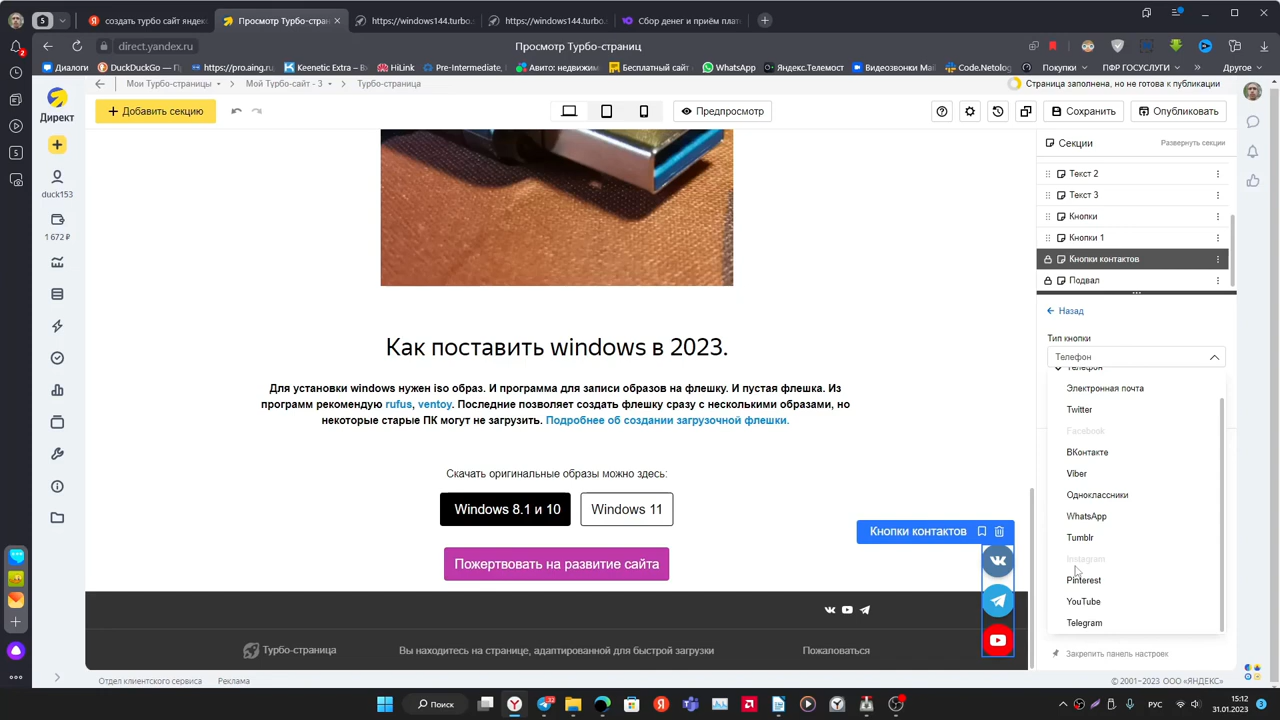 S
создать турбо сайт яндекс
Просмотр Турбо-стран
https://windows144.turbo.
https://windows144.turbo.
Сбор денег и приём плат
2
direct.yandex.ru
Просмотр Турбо-страниц
Диалоги
DuckDuckGo — П
https://pro.aing.ru,
Keenetic Extra – В
HiLink
Pre-Intermediate, I
Авито: недвижим
Бесплатный сайт
WhatsApp
Яндекс.Телемост
Видеозвонки Mail
Code.Netolog
Покупки
ПФР ГОСУСЛУГИ
Другое
Мои Турбо-страницы
Мой Турбо-сайт - 3
Турбо-страница
Страница заполнена, но не готова к публикации
Директ
Добавить секцию
Предпросмотр
Сохранить
Опубликовать
duck153
1 672 ₽
Секции
Развернуть секции
Текст 2
Текст 3
Кнопки
Кнопки 1
Кнопки контактов
Подвал
Назад
Тип кнопки
Телефон
Телефон
Электронная почта
Twitter
Facebook
ВКонтакте
Viber
Одноклассники
WhatsApp
Tumblr
Instagram
Pinterest
YouTube
Telegram
Закрепить панель настроек
Как поставить windows в 2023.
Для установки windows нужен iso образ. И программа для записи образов на флешку. И пустая флешка. Из
программ рекомендую rufus, ventoy. Последние позволяет создать флешку сразу с несколькими образами, но
некоторые старые ПК могут не загрузить. Подробнее об создании загрузочной флешки.
Скачать оригинальные образы можно здесь:
Windows 8.1 и 10
Windows 11
Кнопки контактов
Пожертвовать на развитие сайта
Турбо-страница
Вы находитесь на странице, адаптированной для быстрой загрузки
Пожаловаться
Отдел клиентского сервиса
Реклама
© 2001–2023 ООО «ЯНДЕКС»
Поиск
РУС
15:12
31.01.2023
3